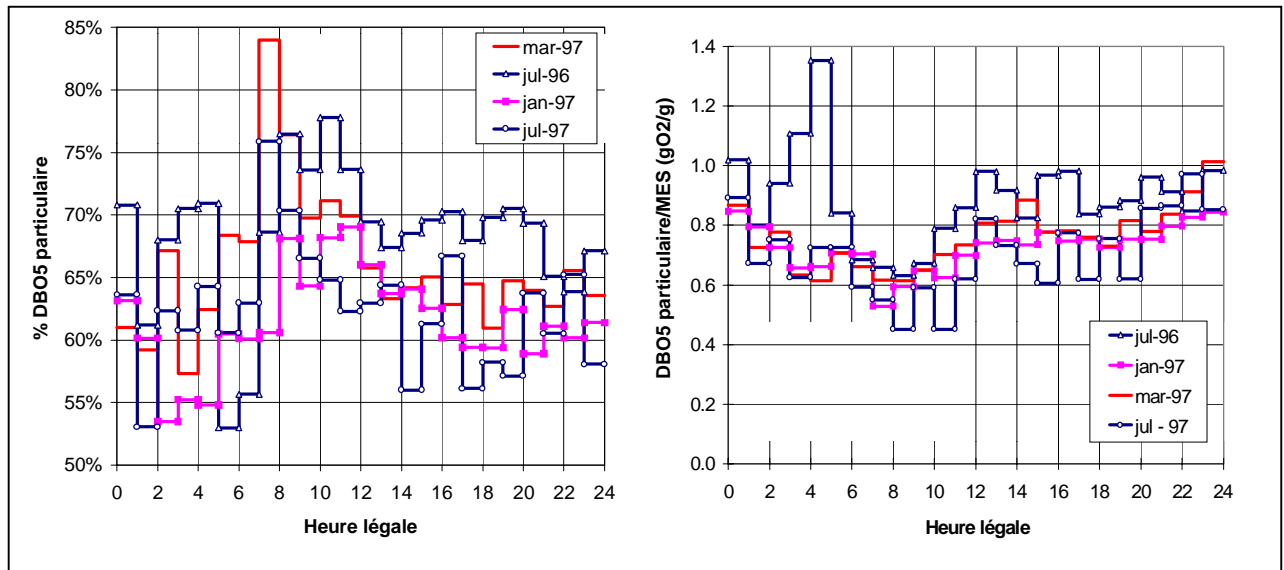 85%
80%
75%
70%
65%
60%
55%
50%
% DBO5 particulaire
mar-97
jul-96
jan-97
jul-97
0 2 4 6 8 10 12 14 16 18 20 22 24
Heure légale
1.4
1.2
1.0
0.8
0.6
0.4
0.2
0.0
DBO5 particulaire/MES (gO2/g)
jul-96
jan-97
mar-97
jul - 97
0 2 4 6 8 10 12 14 16 18 20 22 24
Heure légale